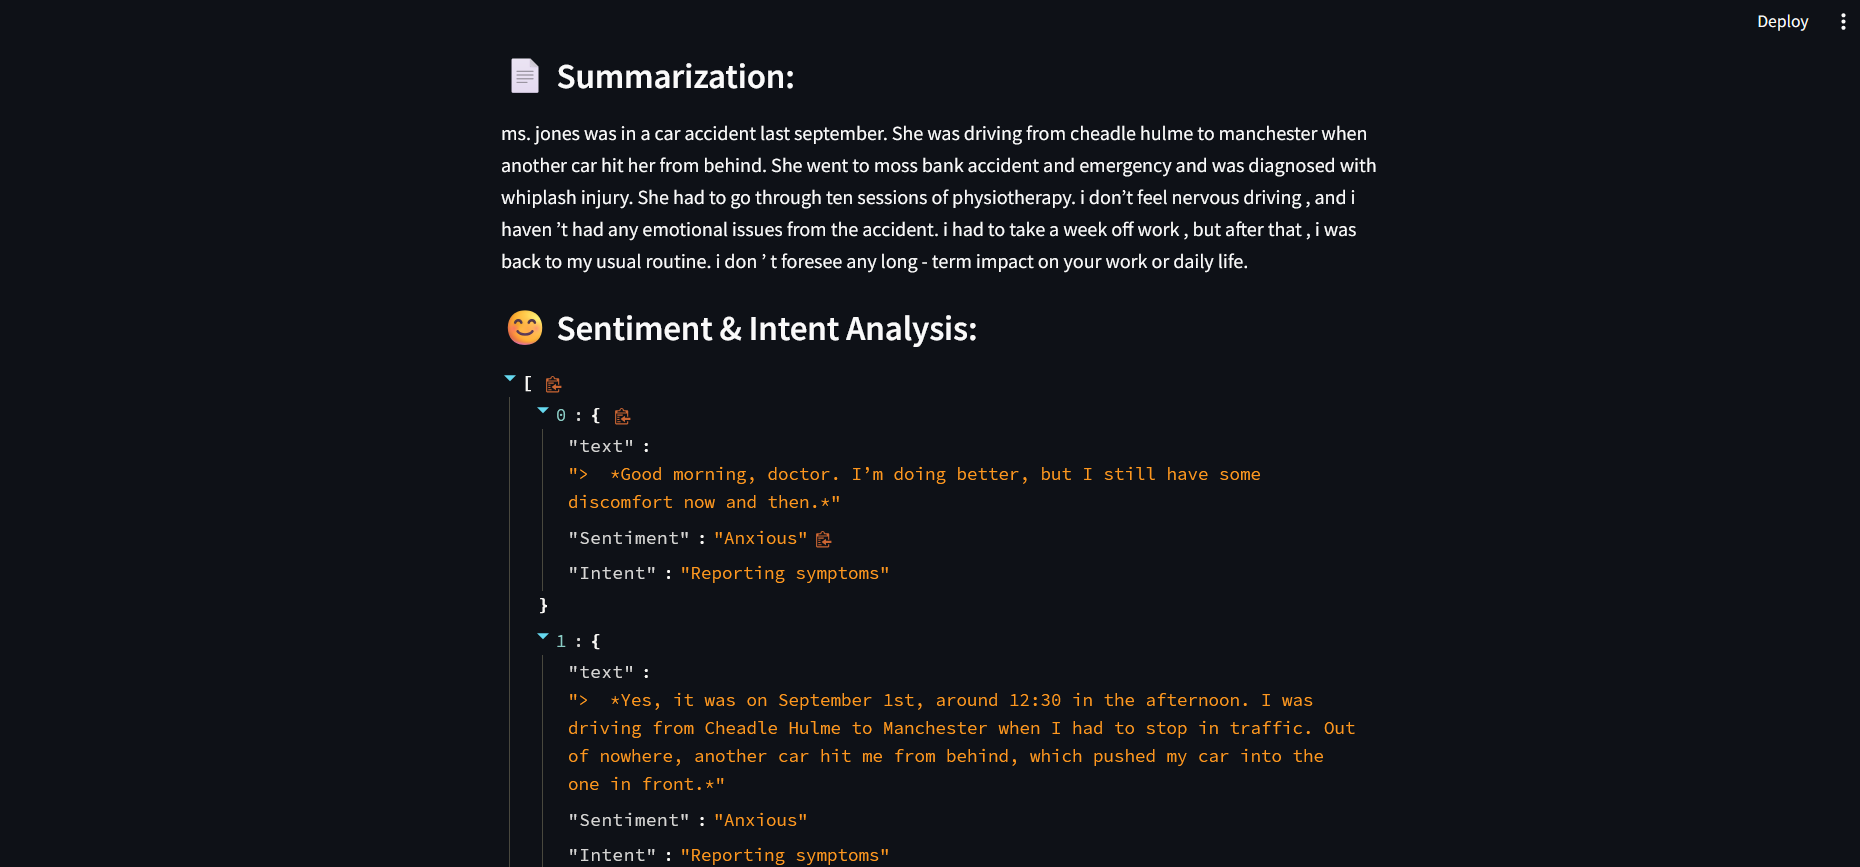 Deploy
Summarization:
ms. jones was in a car accident last september. She was driving from cheadle hulme to manchester when
another car hit her from behind. She went to moss bank accident and emergency and was diagnosed with
whiplash injury. She had to go through ten sessions of physiotherapy. i don’t feel nervous driving , and i
haven ’t had any emotional issues from the accident. i had to take a week off work , but after that , i was
back to my usual routine. i don ’ t foresee any long - term impact on your work or daily life.
Sentiment & Intent Analysis:
[
0 : {
"text" :
">  *Good morning, doctor. I’m doing better, but I still have some
discomfort now and then.*"
"Sentiment" : "Anxious"
"Intent" : "Reporting symptoms"
}
1 : {
"text" :
">  *Yes, it was on September 1st, around 12:30 in the afternoon. I was
driving from Cheadle Hulme to Manchester when I had to stop in traffic. Out
of nowhere, another car hit me from behind, which pushed my car into the
one in front.*"
"Sentiment" : "Anxious"
"Intent" : "Reporting symptoms"